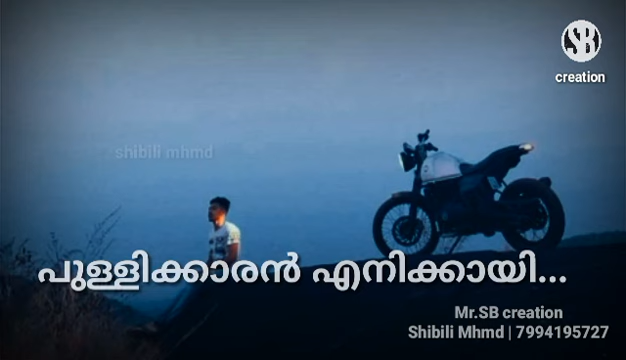 SB
creation
shibili mhmd
പുള്ളിക്കാരൻ എനിക്കായി...
Mr.SB creation
Shibili Mhmd | 7994195727